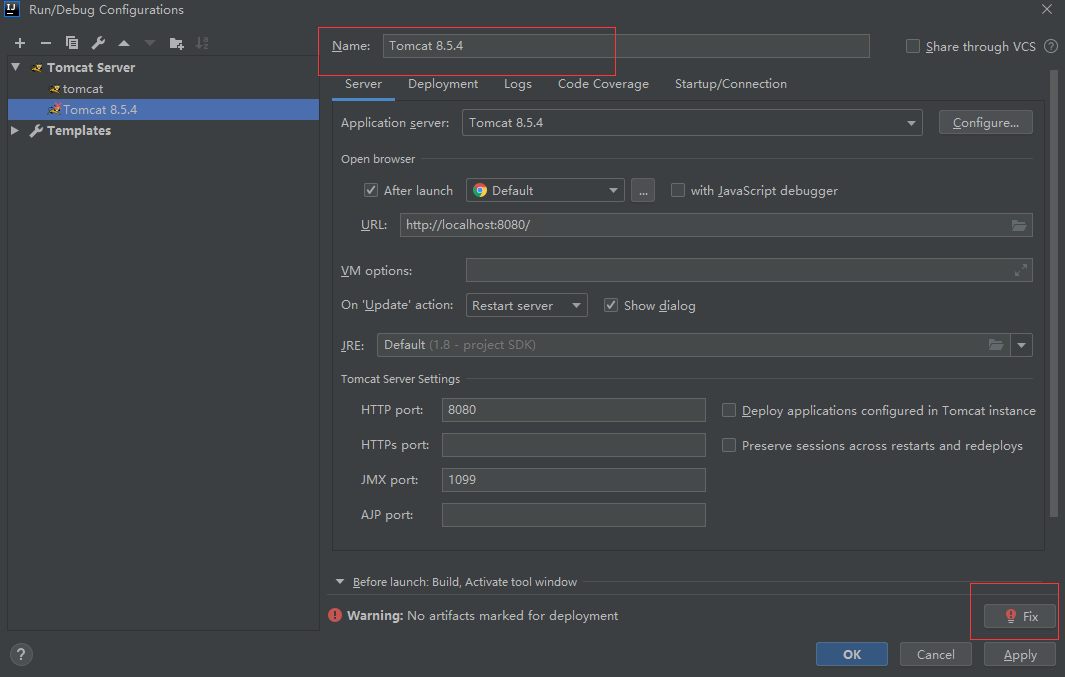 Run/Debug Configurations
Name: Tomcat 8.5.4 Share through VCS ?
Tomcat Server
tomcat
Tomcat 8.5.4
Templates
Server Deployment Logs Code Coverage Startup/Connection
Application server: Tomcat 8.5.4 Configure...
Open browser
After launch Default ... with JavaScript debugger
URL: http://localhost:8080/
VM options:
On 'Update' action: Restart server Show dialog
JRE: Default (1.8 - project SDK)
Tomcat Server Settings
HTTP port: 8080 Deploy applications configured in Tomcat instance
HTTPs port: Preserve sessions across restarts and redeploys
JMX port: 1099
AJP port:
Before launch: Build, Activate tool window
Warning: No artifacts marked for deployment Fix
? OK Cancel Apply